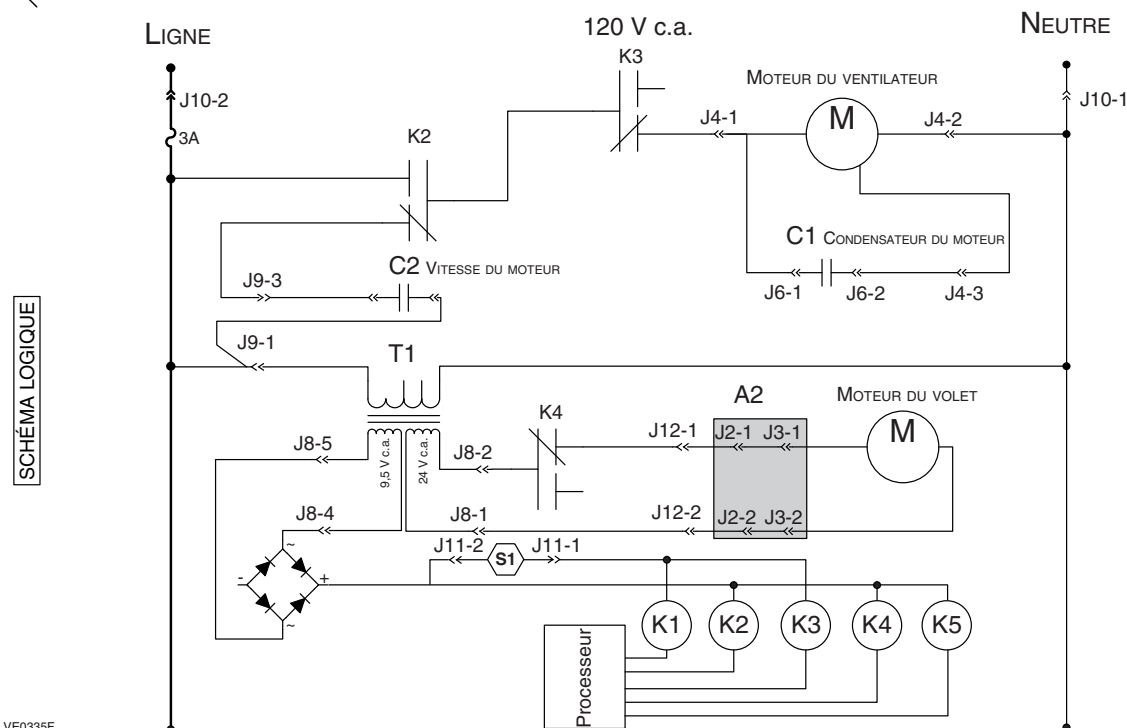 LIGNE
120 V c.a.
NEUTRE
K3
MOTEUR DU VENTILATEUR
J10-2
J4-1
M
J4-2
J10-1
3A
K2
C1 CONDENSATEUR DU MOTEUR
C2 VITESSE DU MOTEUR
J9-3
J6-1
J6-2
J4-3
SCHÉMA LOGIQUE
J9-1
T1
A2
MOTEUR DU VOLET
K4
J8-5
9,5 V c.a.
24 V c.a.
J8-2
J12-1
J2-1
J3-1
M
J8-4
J8-1
J12-2
J2-2
J3-2
~
J11-2
S1
J11-1
-
+
~
K1
K2
K3
K4
K5
Processeur
VE0335F